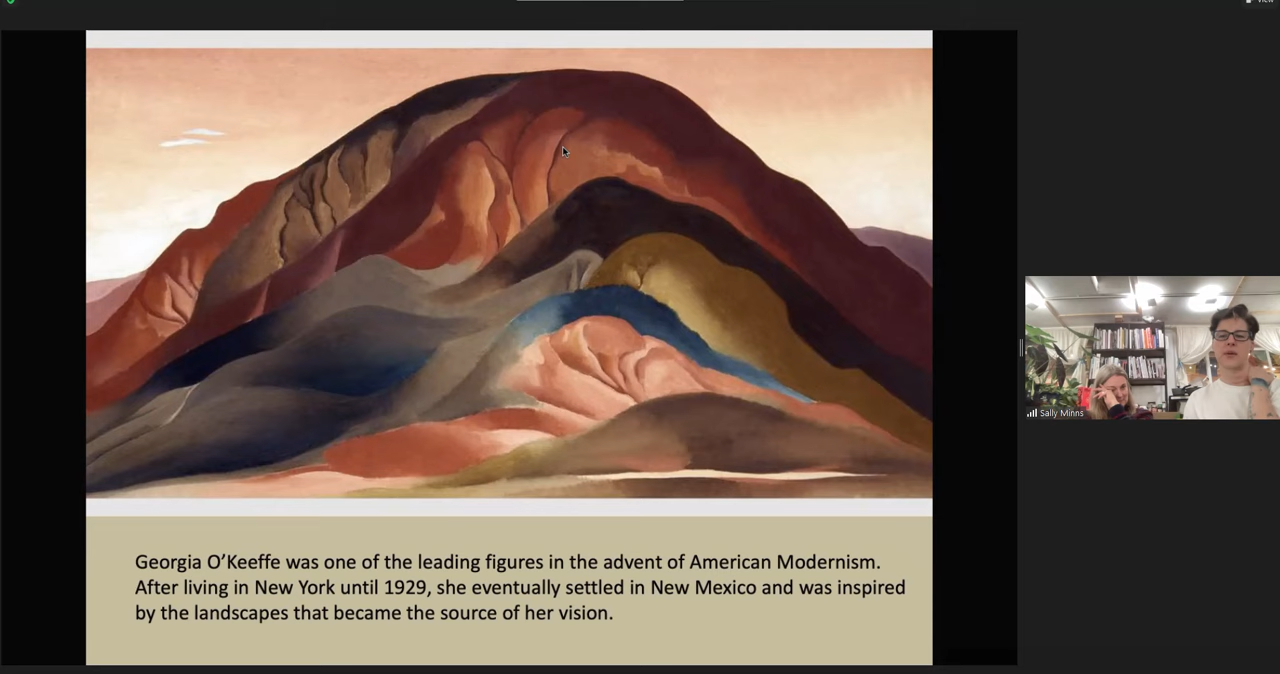 View
Sally Minns
Georgia O’Keeffe was one of the leading figures in the advent of American Modernism.
After living in New York until 1929, she eventually settled in New Mexico and was inspired
by the landscapes that became the source of her vision.